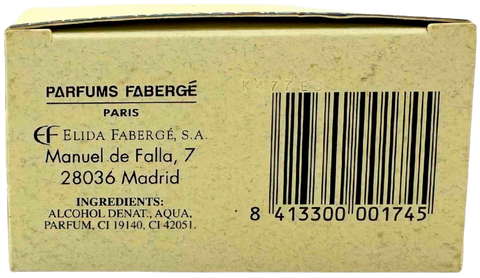 PARFUMS FABERGÉ
PARIS
EF ELIDA FABERGÉ, S.A.
Manuel de Falla, 7
28036 Madrid
INGREDIENTS:
ALCOHOL DENAT., AQUA,
PARFUM, CI 19140, CI 42051.
8 413300 001745